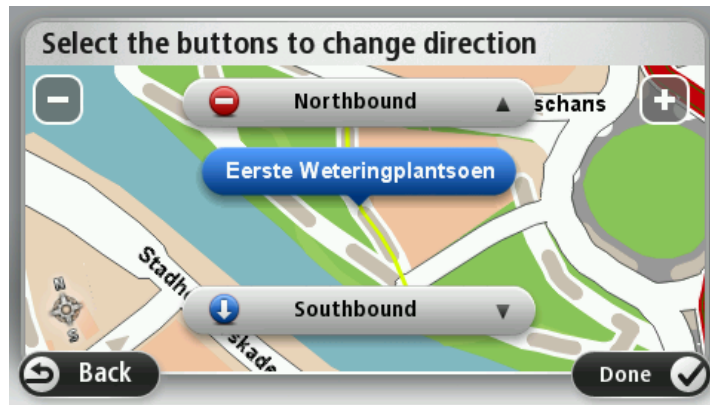 Select the buttons to change direction
Northbound
schans
Eerste Weteringplantsoen
Stadh
Southbound
skade
N
S
Back
Done